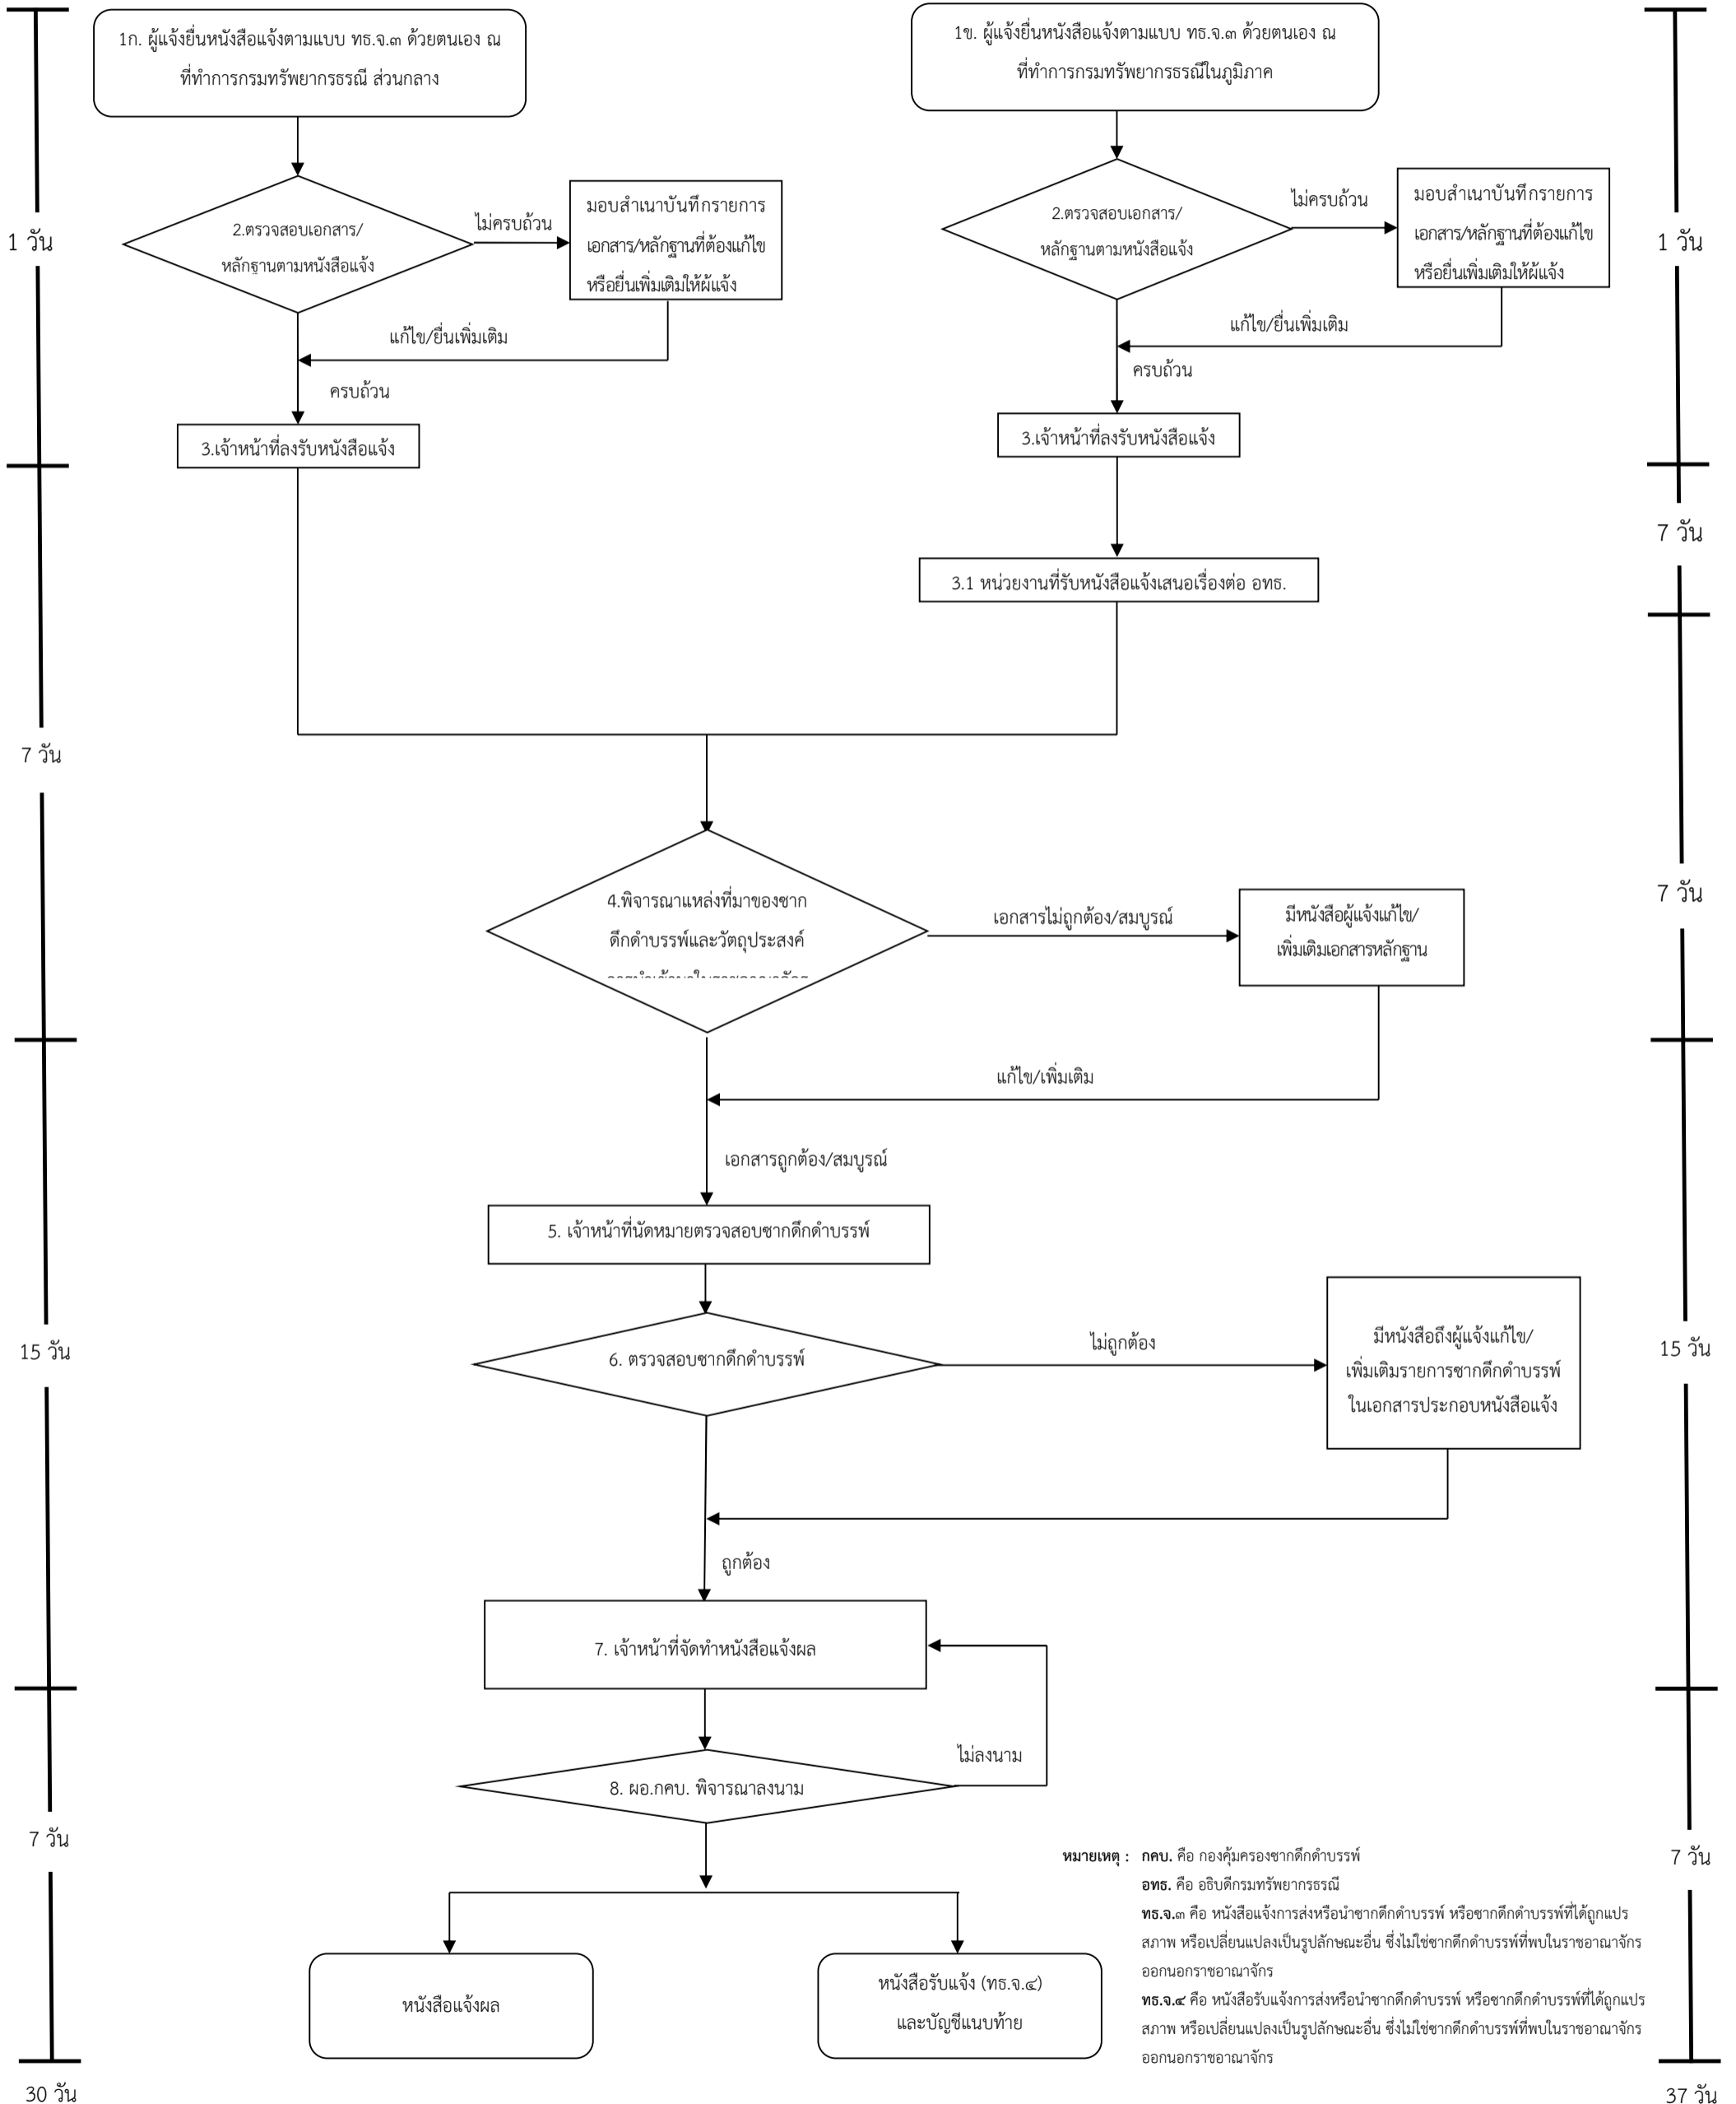 1ก. ผู้แจ้งยื่นหนังสือแจ้งตามแบบ ทธ.จ.๓ ด้วยตนเอง ณ
ที่ทำการกรมทรัพยากรธรณี ส่วนกลาง
1ข. ผู้แจ้งยื่นหนังสือแจ้งตามแบบ ทธ.จ.๓ ด้วยตนเอง ณ
ที่ทำการกรมทรัพยากรธรณีในภูมิภาค
2.ตรวจสอบเอกสาร/
หลักฐานตามหนังสือแจ้ง
ไม่ครบถ้วน
มอบสำเนาบันทึกรายการ
เอกสาร/หลักฐานที่ต้องแก้ไข
หรือยื่นเพิ่มเติมให้ผู้แจ้ง
2.ตรวจสอบเอกสาร/
หลักฐานตามหนังสือแจ้ง
ไม่ครบถ้วน
มอบสำเนาบันทึกรายการ
เอกสาร/หลักฐานที่ต้องแก้ไข
หรือยื่นเพิ่มเติมให้ผู้แจ้ง
1 วัน
1 วัน
แก้ไข/ยื่นเพิ่มเติม
ครบถ้วน
แก้ไข/ยื่นเพิ่มเติม
ครบถ้วน
3.เจ้าหน้าที่ลงรับหนังสือแจ้ง
3.เจ้าหน้าที่ลงรับหนังสือแจ้ง
7 วัน
3.1 หน่วยงานที่รับหนังสือแจ้งเสนอเรื่องต่อ อทธ.
7 วัน
4.พิจารณาแหล่งที่มาของซาก
ดึกดำบรรพ์และวัตถุประสงค์
เอกสารไม่ถูกต้อง/สมบูรณ์
มีหนังสือผู้แจ้งแก้ไข/
เพิ่มเติมเอกสารหลักฐาน
7 วัน
แก้ไข/เพิ่มเติม
เอกสารถูกต้อง/สมบูรณ์
5. เจ้าหน้าที่นัดหมายตรวจสอบซากดึกดำบรรพ์
15 วัน
6. ตรวจสอบซากดึกดำบรรพ์
ไม่ถูกต้อง
มีหนังสือถึงผู้แจ้งแก้ไข/
เพิ่มเติมรายการซากดึกดำบรรพ์
ในเอกสารประกอบหนังสือแจ้ง
15 วัน
ถูกต้อง
7. เจ้าหน้าที่จัดทำหนังสือแจ้งผล
ไม่ลงนาม
8. ผอ.กคบ. พิจารณาลงนาม
7 วัน
7 วัน
หนังสือแจ้งผล
หนังสือรับแจ้ง (ทธ.จ.๔)
และบัญชีแนบท้าย
หมายเหตุ : กคบ. คือ กองคุ้มครองซากดึกดำบรรพ์
อทธ. คือ อธิบดีกรมทรัพยากรธรณี
ทธ.จ.๓ คือ หนังสือแจ้งการส่งหรือนำซากดึกดำบรรพ์ หรือซากดึกดำบรรพ์ที่ได้ถูกแปร
สภาพ หรือเปลี่ยนแปลงเป็นรูปลักษณะอื่น ซึ่งไม่ใช่ซากดึกดำบรรพ์ที่พบในราชอาณาจักร
ออกนอกราชอาณาจักร
ทธ.จ.๔ คือ หนังสือรับแจ้งการส่งหรือนำซากดึกดำบรรพ์ หรือซากดึกดำบรรพ์ที่ได้ถูกแปร
สภาพ หรือเปลี่ยนแปลงเป็นรูปลักษณะอื่น ซึ่งไม่ใช่ซากดึกดำบรรพ์ที่พบในราชอาณาจักร
ออกนอกราชอาณาจักร
30 วัน
37 วัน